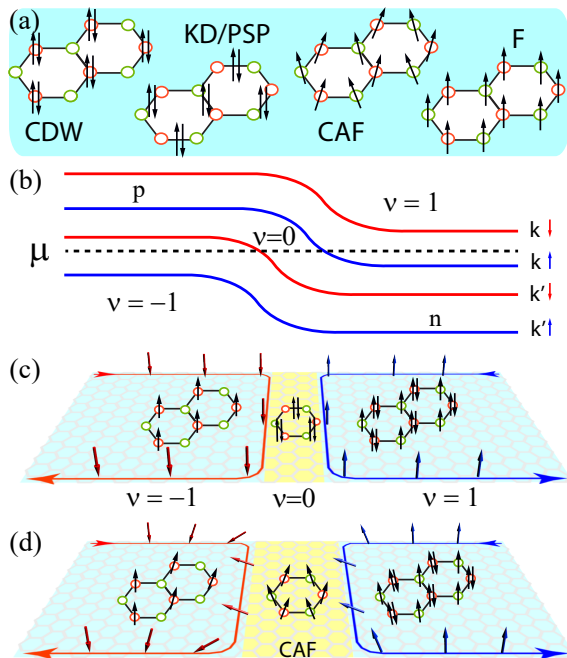 (a)
KD/PSP
F
CDW
CAF
(b)
p
ν = 1
ν=0
k ↓
μ
k ↑
k' ↓
ν = −1
n
k' ↑
(c)
ν = −1
ν=0
ν = 1
(d)
CAF